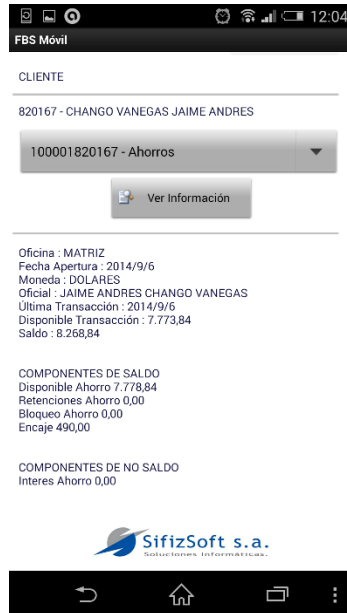 12:04
FBS Móvil
CLIENTE
820167 - CHANGO VANEGAS JAIME ANDRES
100001820167 - Ahorros
Ver Información
Oficina : MATRIZ
Fecha Apertura : 2014/9/6
Moneda : DOLARES
Oficial : JAIME ANDRES CHANGO VANEGAS
Última Transacción : 2014/9/6
Disponible Transacción : 7.773,84
Saldo : 8.268,84
COMPONENTES DE SALDO
Disponible Ahorro 7.778,84
Retenciones Ahorro 0,00
Bloqueo Ahorro 0,00
Encaje 490,00
COMPONENTES DE NO SALDO
Interes Ahorro 0,00
SifizSoft s.a.
Soluciones Informáticas.